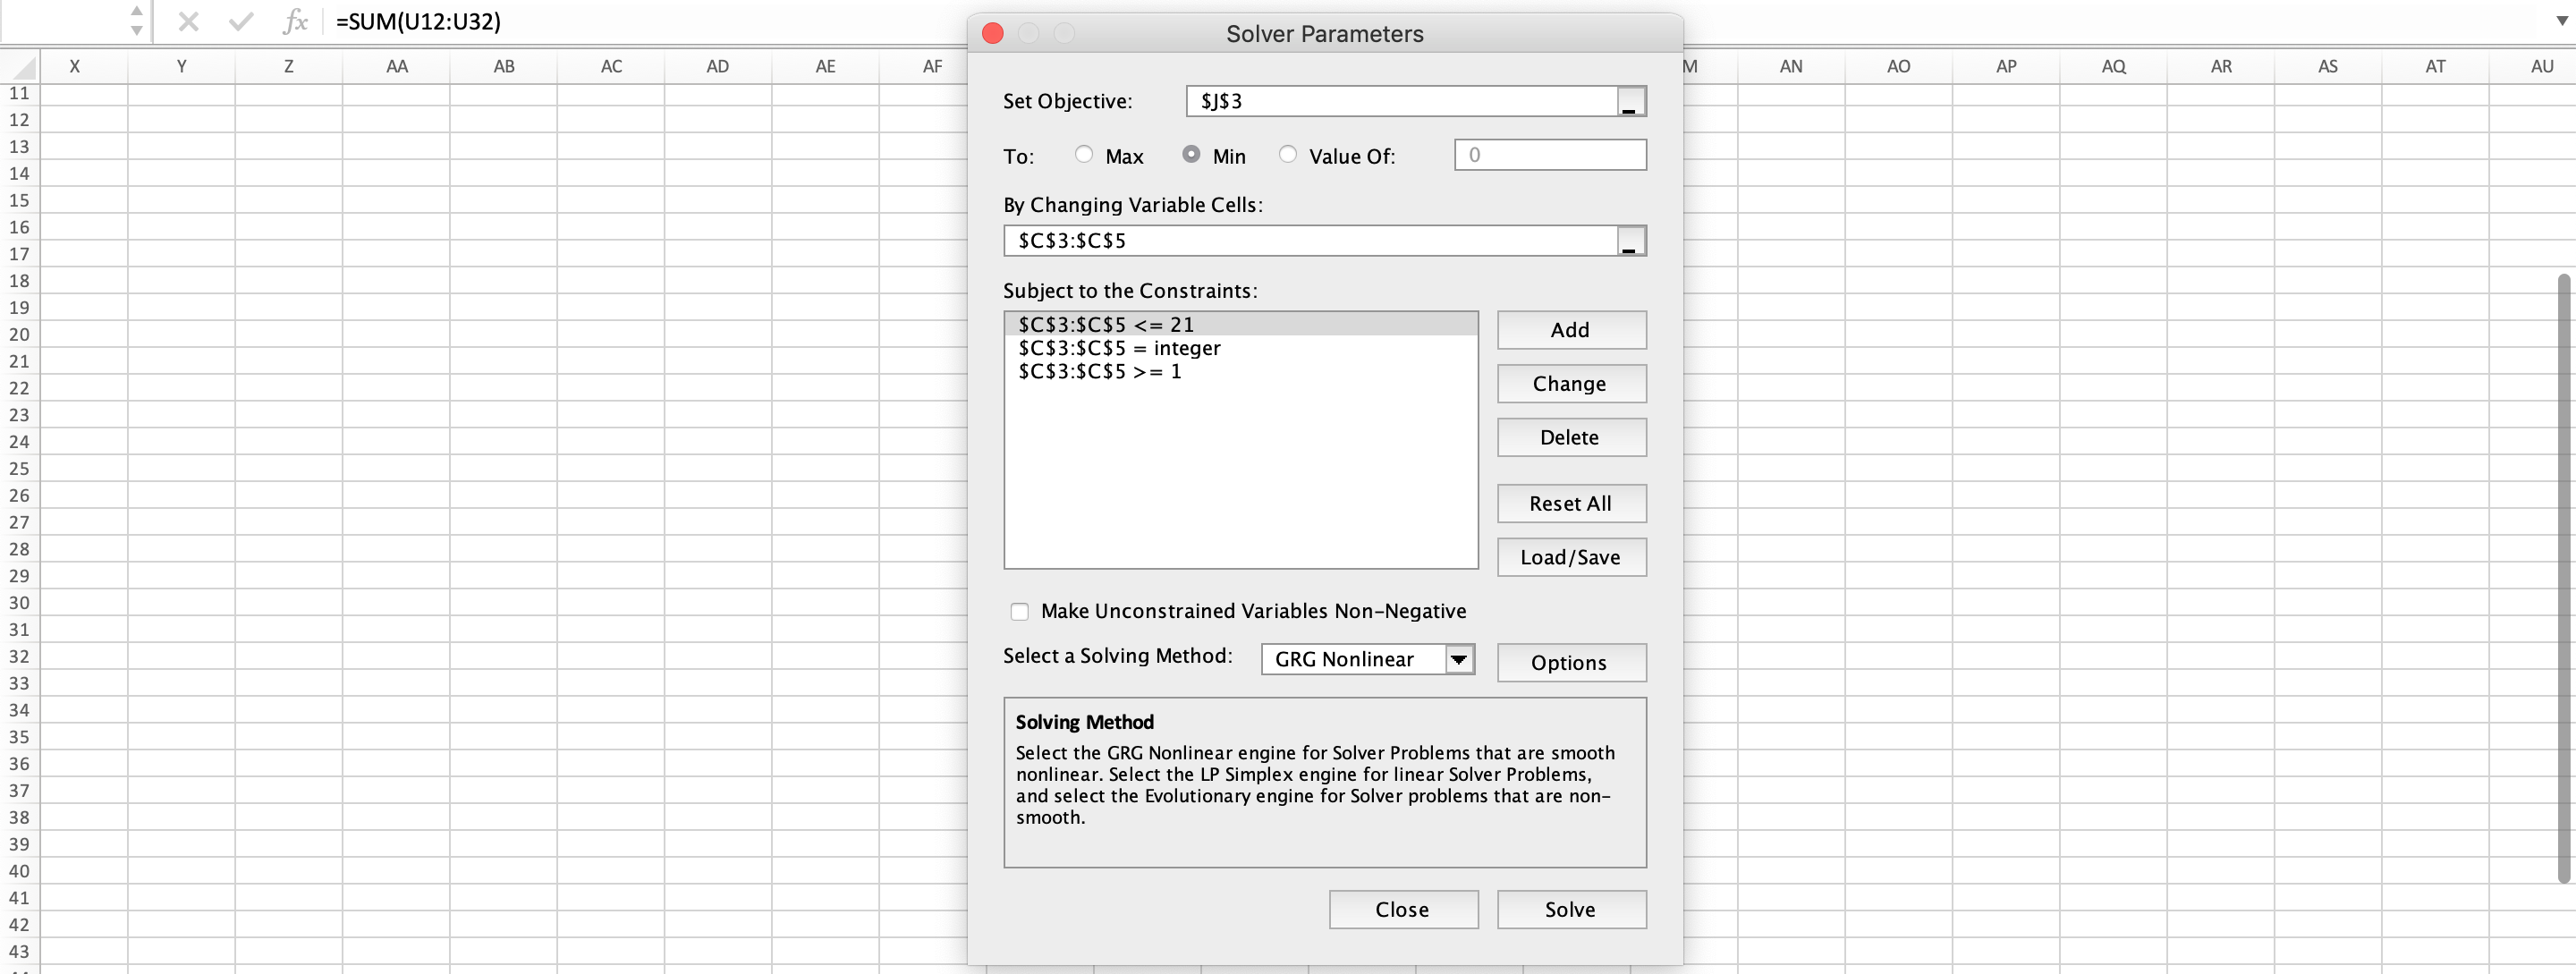 fx =SUM(U12:U32)
Solver Parameters
X Y Z AA AB AC AD AE AF M AN AO AP AQ AR AS AT AU
Set Objective: $J$3
To: Max Min Value Of: 0
By Changing Variable Cells:
$C$3:$C$5
Subject to the Constraints:
$C$3:$C$5 <= 21
$C$3:$C$5 = integer
$C$3:$C$5 >= 1
Add
Change
Delete
Reset All
Load/Save
Make Unconstrained Variables Non-Negative
Select a Solving Method: GRG Nonlinear Options
Solving Method
Select the GRG Nonlinear engine for Solver Problems that are smooth
nonlinear. Select the LP Simplex engine for linear Solver Problems,
and select the Evolutionary engine for Solver problems that are non-
smooth.
Close Solve
11
12
13
14
15
16
17
18
19
20
21
22
23
24
25
26
27
28
29
30
31
32
33
34
35
36
37
38
39
40
41
42
43